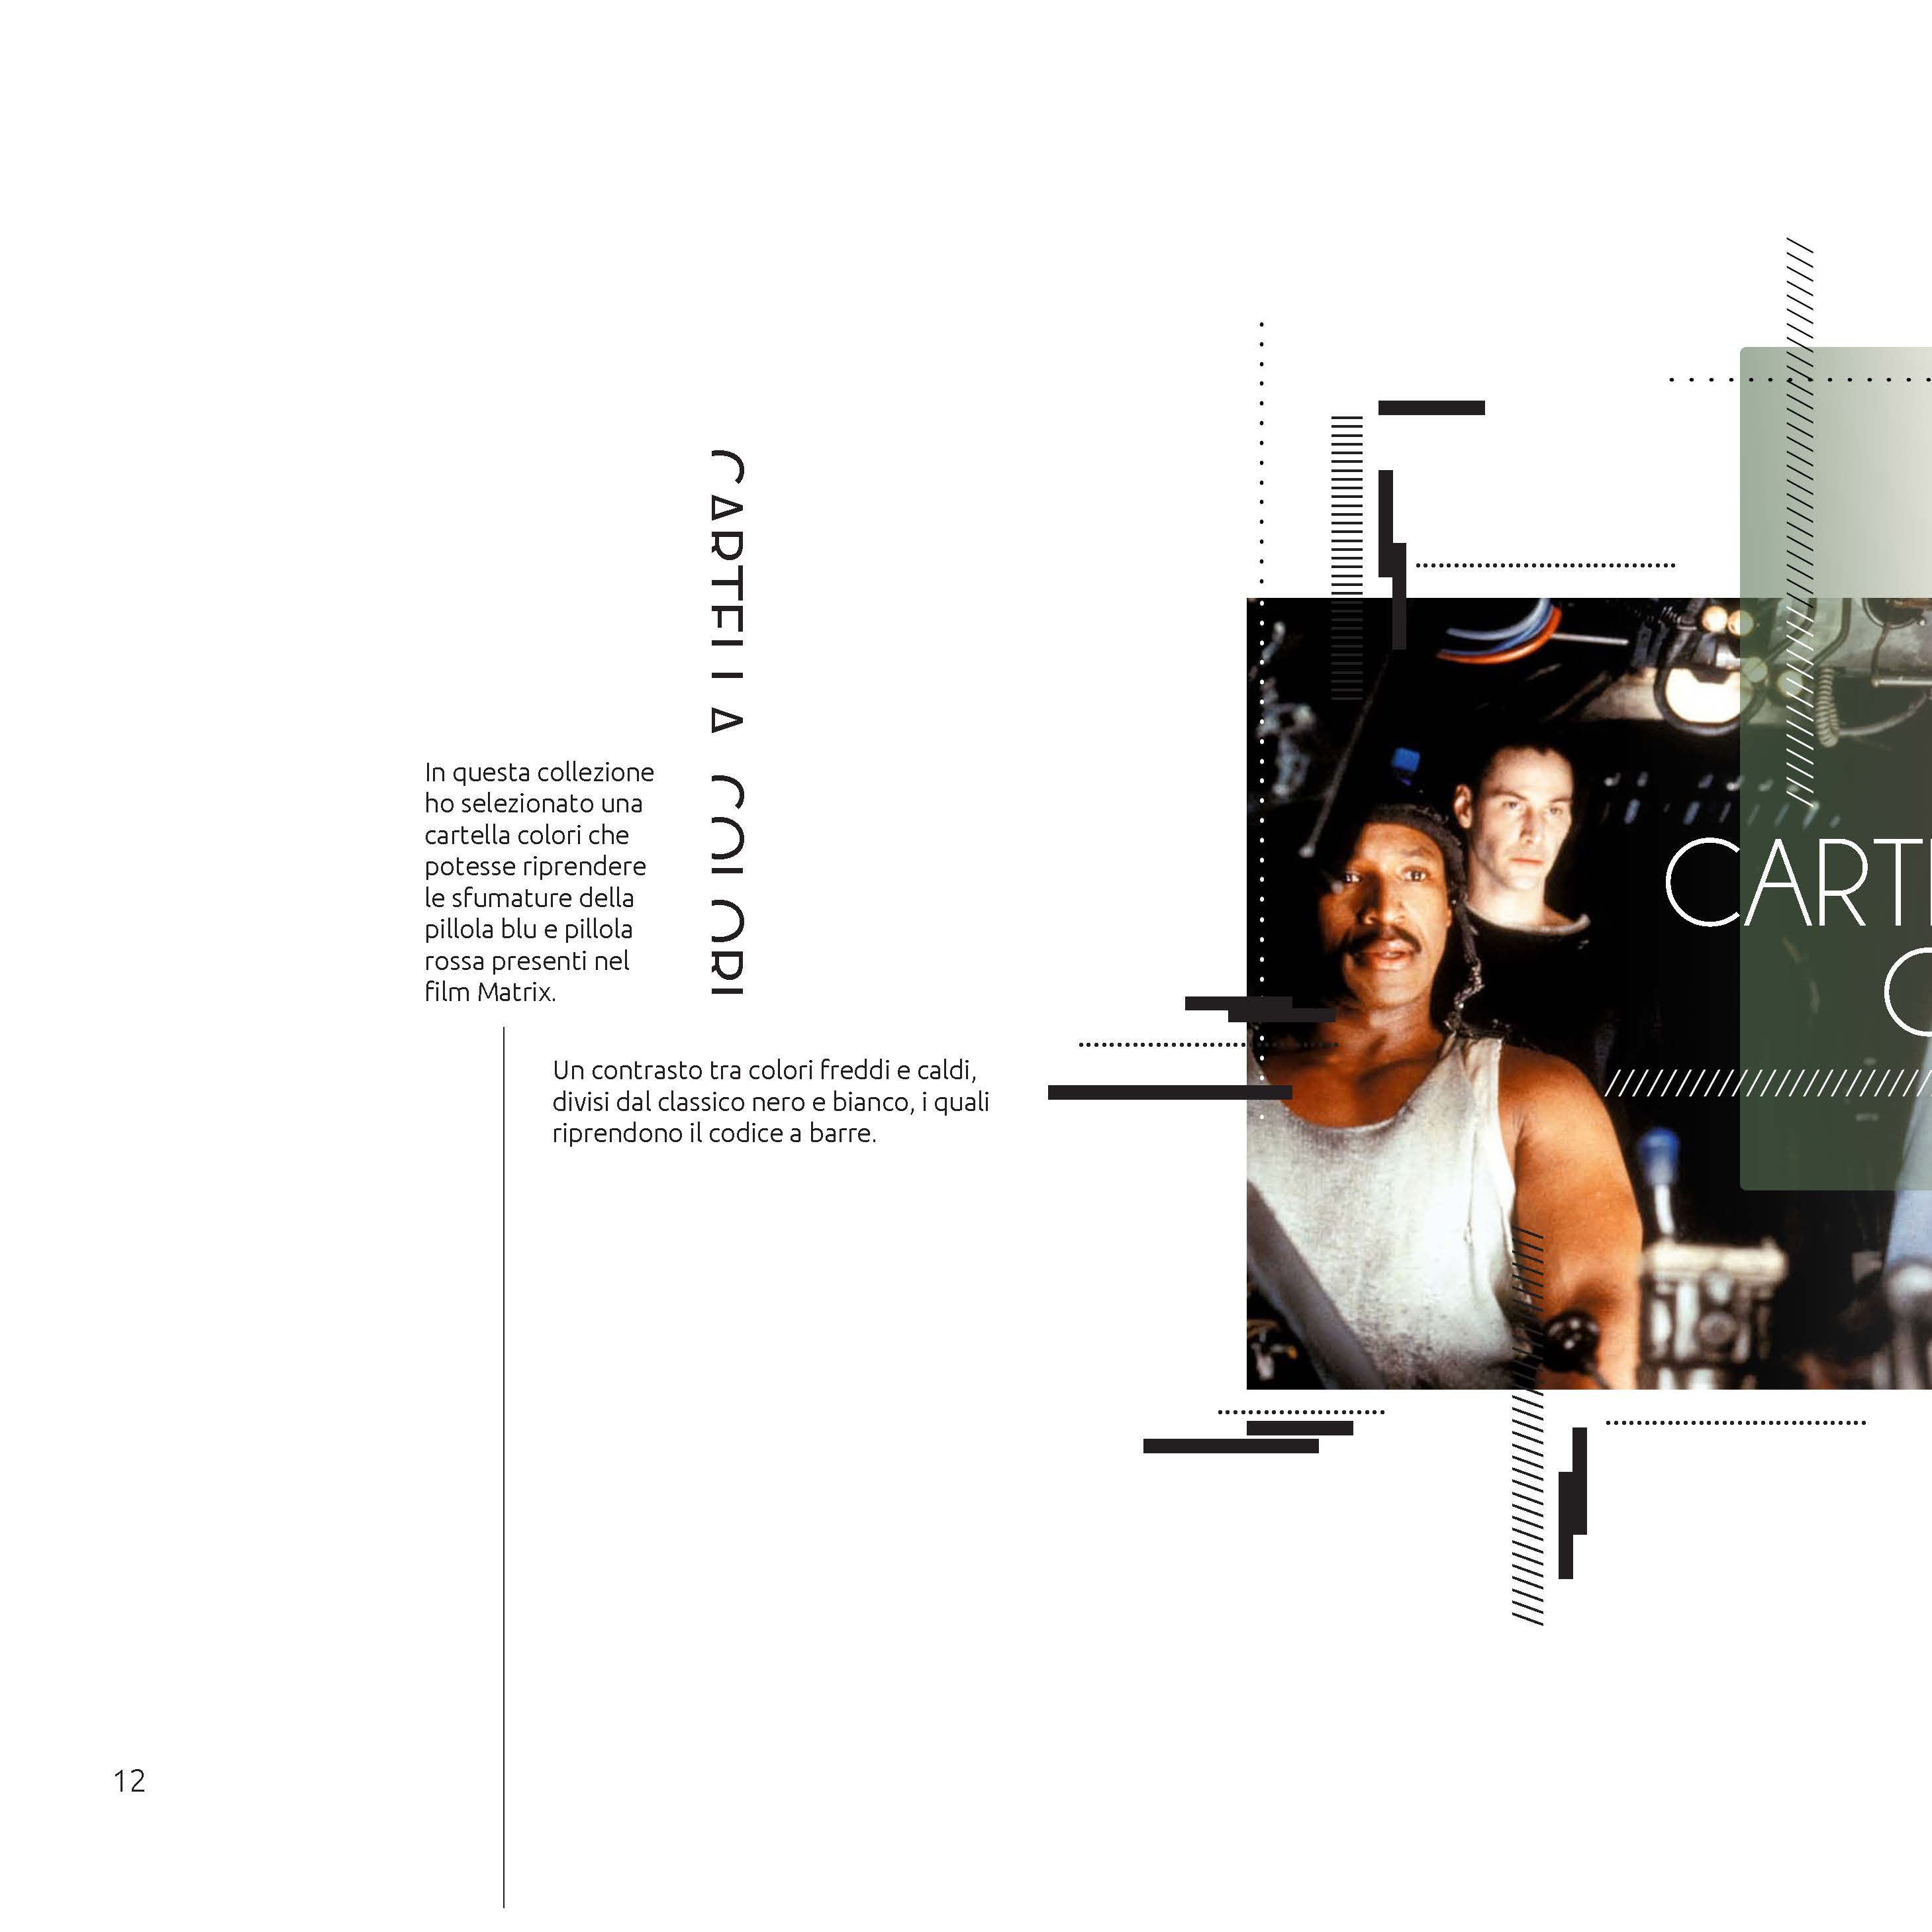 CARTELLA COLORI
In questa collezione
ho selezionato una
cartella colori che
potesse riprendere
le sfumature della
pillola blu e pillola
rossa presenti nel
film Matrix.
Un contrasto tra colori freddi e caldi,
divisi dal classico nero e bianco, i quali
riprendono il codice a barre.
CART
C
12